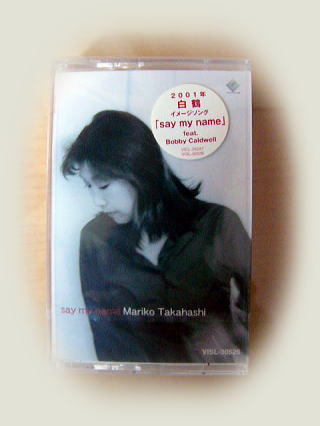 2001年
白鶴
イメージソング
「say my name」
feat.
Bobby Caldwell
say my name Mariko Takahashi
VISL-30526